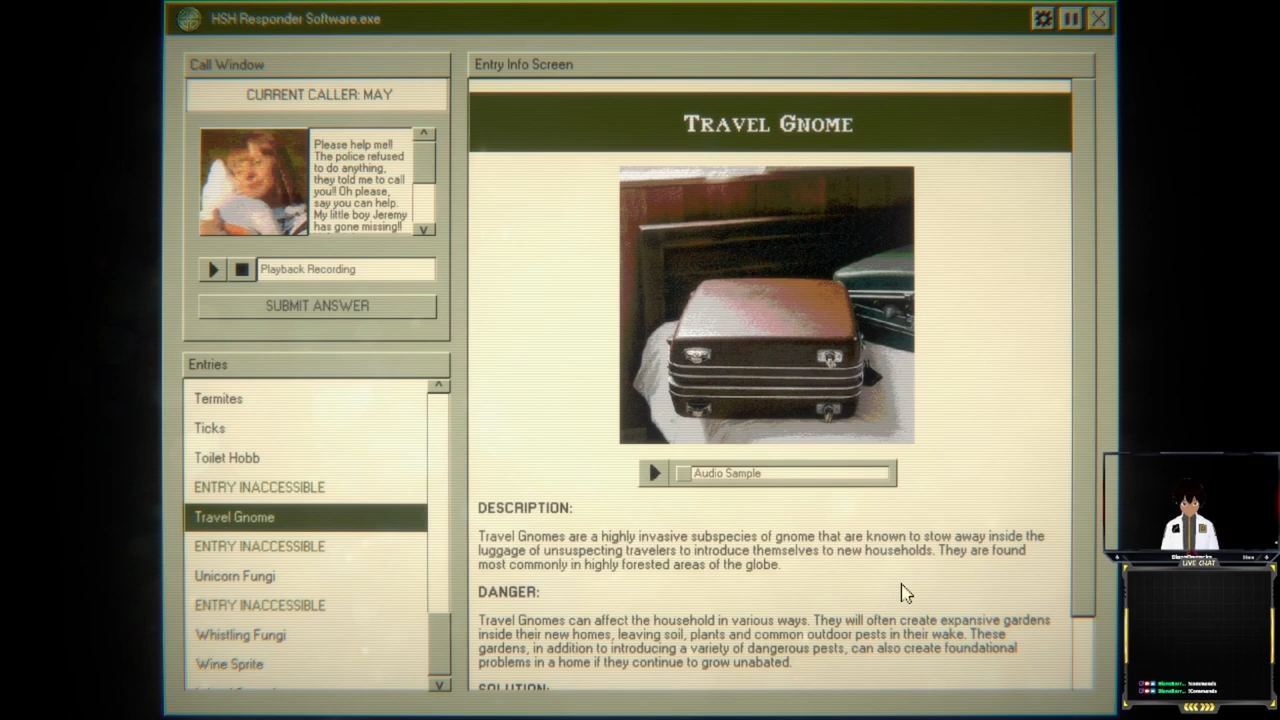 HSH Responder Software.exe
Call Window
CURRENT CALLER: MAY
Please help me!!
The police refused
to do anything,
they told me to call
you!! Oh please,
say you can help.
My little boy Jeremy
has gone missing!!
Playback Recording
SUBMIT ANSWER
Entries
Termites
Ticks
Toilet Hobb
ENTRY INACCESSIBLE
Travel Gnome
ENTRY INACCESSIBLE
Unicorn Fungi
ENTRY INACCESSIBLE
Whistling Fungi
Wine Sprite
Entry Info Screen
TRAVEL GNOME
Audio Sample
DESCRIPTION:
Travel Gnomes are a highly invasive subspecies of gnome that are known to stow away inside the
luggage of unsuspecting travelers to introduce themselves to new households. They are found
most commonly in highly forested areas of the globe.
DANGER:
Travel Gnomes can affect the household in various ways. They will often create expansive gardens
inside their new homes, leaving soil, plants and common outdoor pests in their wake. These
gardens, in addition to introducing a variety of dangerous pests, can also create foundational
problems in a home if they continue to grow unabated.
SOLUTION:
LIVE CHAT